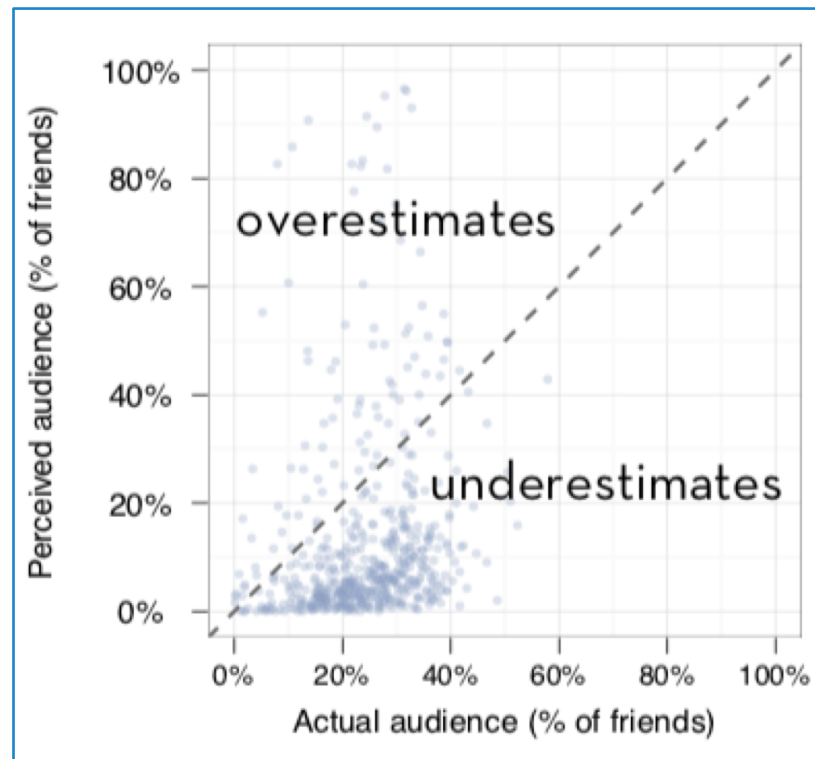 Perceived audience (% of friends)
100%
80%
60%
40%
20%
0%
overestimates
underestimates
0% 20% 40% 60% 80% 100%
Actual audience (% of friends)